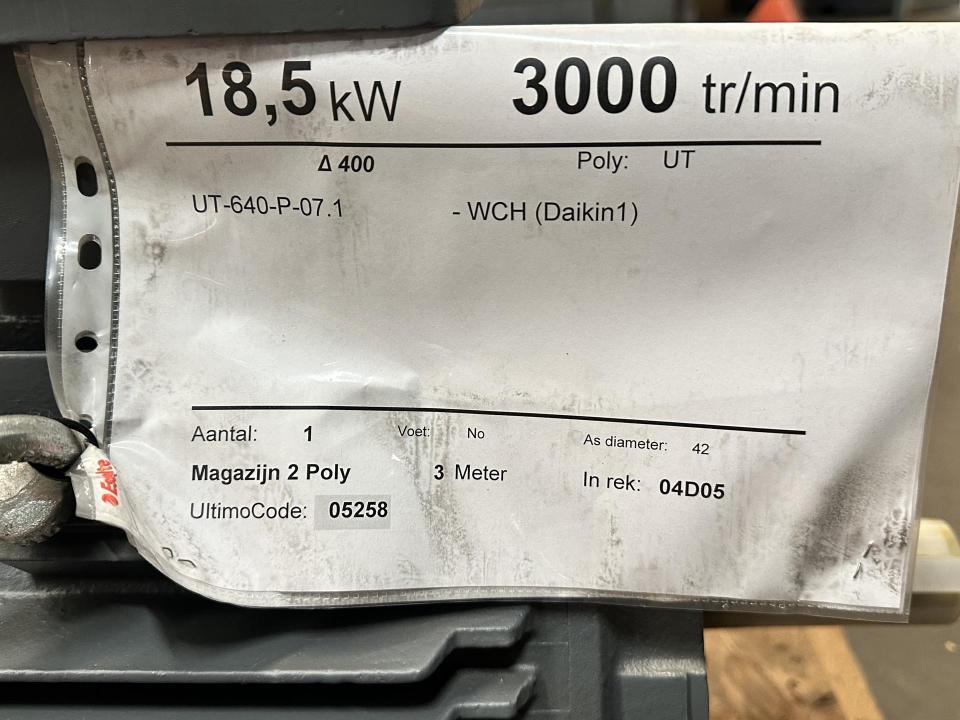 18,5 kW 3000 tr/min
Δ 400 Poly: UT
UT-640-P-07.1 - WCH (Daikin1)
Aantal: 1 Voet: No As diameter: 42
Magazijn 2 Poly 3 Meter In rek: 04D05
UltimoCode: 05258
Esselte